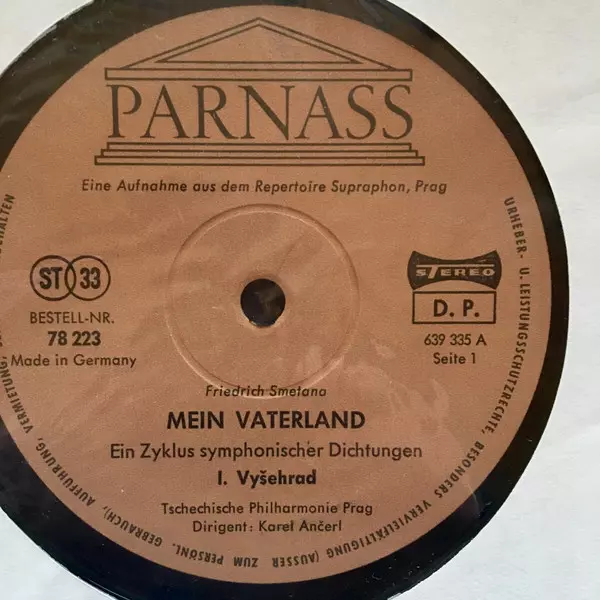 PARNASS
Eine Aufnahme aus dem Repertoire Supraphon, Prag
ST 33
BESTELL-NR.
78 223
Made in Germany
STEREO
D. P.
639 335 A
Seite 1
Friedrich Smetana
MEIN VATERLAND
Ein Zyklus symphonischer Dichtungen
I. Vyšehrad
Tschechische Philharmonie Prag
Dirigent: Karel Ančerl
URHEBER- U. LEISTUNGSSCHUTZRECHTE, BESONDERS VERVIELFÄLTIGUNG (AUSSER ZUM PERSÖNL. GEBRAUCH), AUFFÜHRUNG, VERMIETUNG,